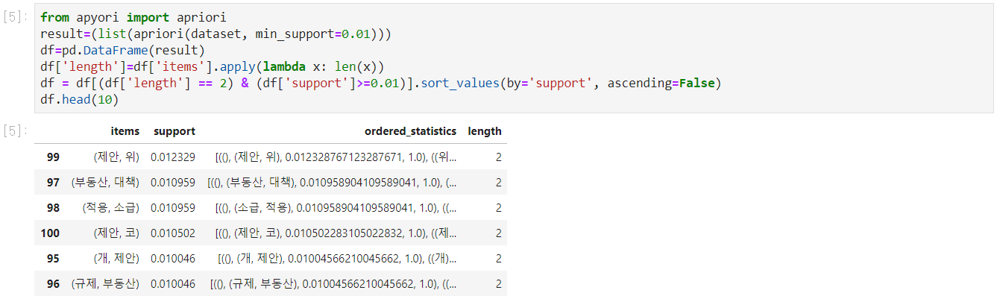 [5]:
from apyori import apriori
result=(list(apriori(dataset, min_support=0.01)))
df=pd.DataFrame(result)
df['length']=df['items'].apply(lambda x: len(x))
df = df[(df['length'] == 2) & (df['support']>=0.01)].sort_values(by='support', ascending=False)
df.head(10)
[5]:
items support ordered_statistics length
99 (제안, 위) 0.012329 [((), (제안, 위), 0.012328767123287671, 1.0), ((위... 2
97 (부동산, 대책) 0.010959 [((), (부동산, 대책), 0.010958904109589041, 1.0), (... 2
98 (적용, 소급) 0.010959 [((), (소급, 적용), 0.010958904109589041, 1.0), ((... 2
100 (제안, 코) 0.010502 [((), (제안, 코), 0.010502283105022832, 1.0), ((제... 2
95 (개, 제안) 0.010046 [((), (개, 제안), 0.01004566210045662, 1.0), ((개)... 2
96 (규제, 부동산) 0.010046 [((), (규제, 부동산), 0.01004566210045662, 1.0), ((... 2